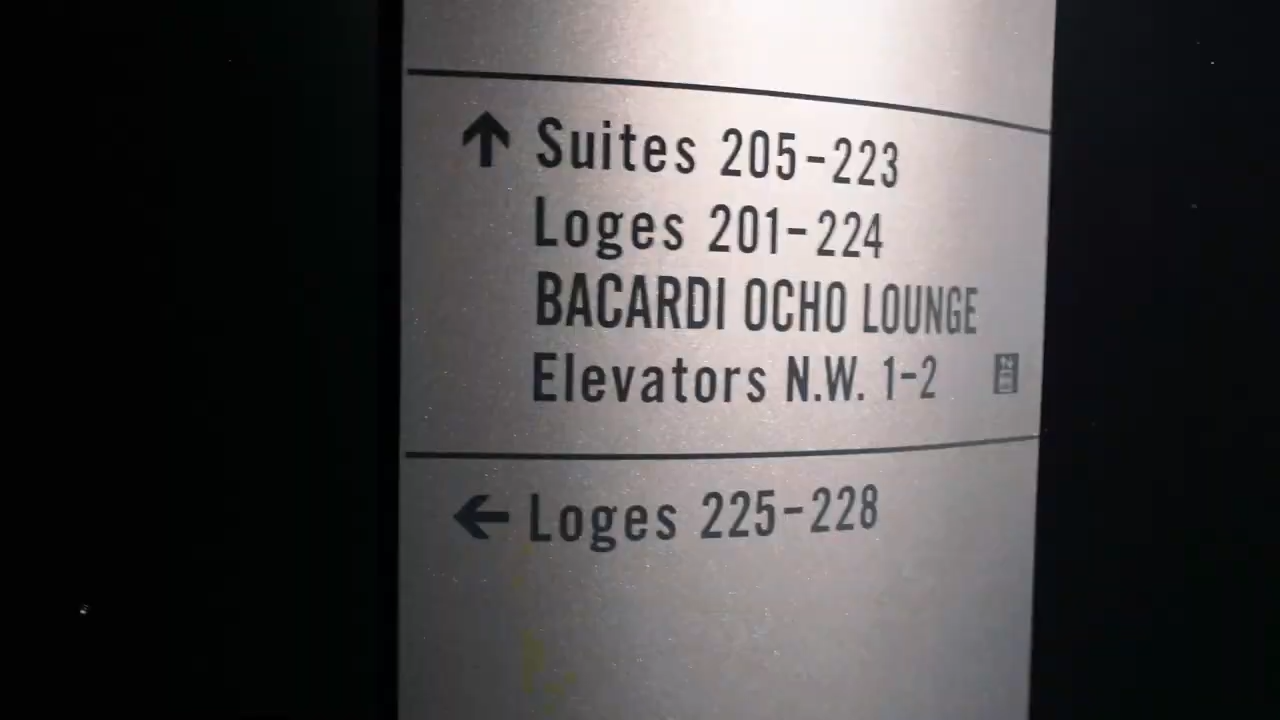 ↑ Suites 205-223
Loges 201-224
BACARDI OCHO LOUNGE
Elevators N.W. 1-2
← Loges 225-228